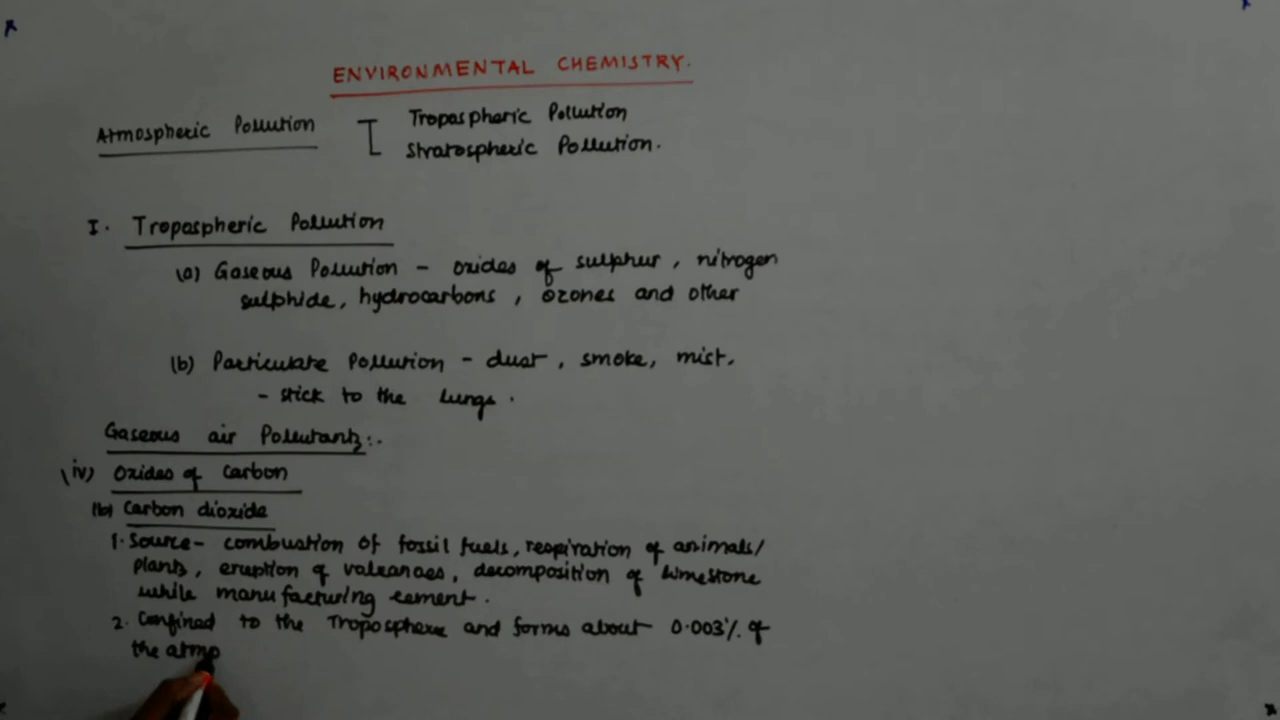 ENVIRONMENTAL CHEMISTRY.
Atmospheric Pollution
Tropospheric Pollution
Stratospheric Pollution.
I. Tropospheric Pollution
(a) Gaseous Pollution - oxides of sulphur, nitrogen
sulphide, hydrocarbons, ozones and other
(b) Particulate Pollution - dust, smoke, mist.
- stick to the lungs.
Gaseous air Pollutants:.
(iv) Oxides of Carbon
(b) Carbon dioxide
1. Source - combustion of fossil fuels, respiration of animals/
plants, eruption of volcanoes, decomposition of limestone
while manufacturing cement.
2. Confined to the Troposphere and forms about 0.003% of
the atmo